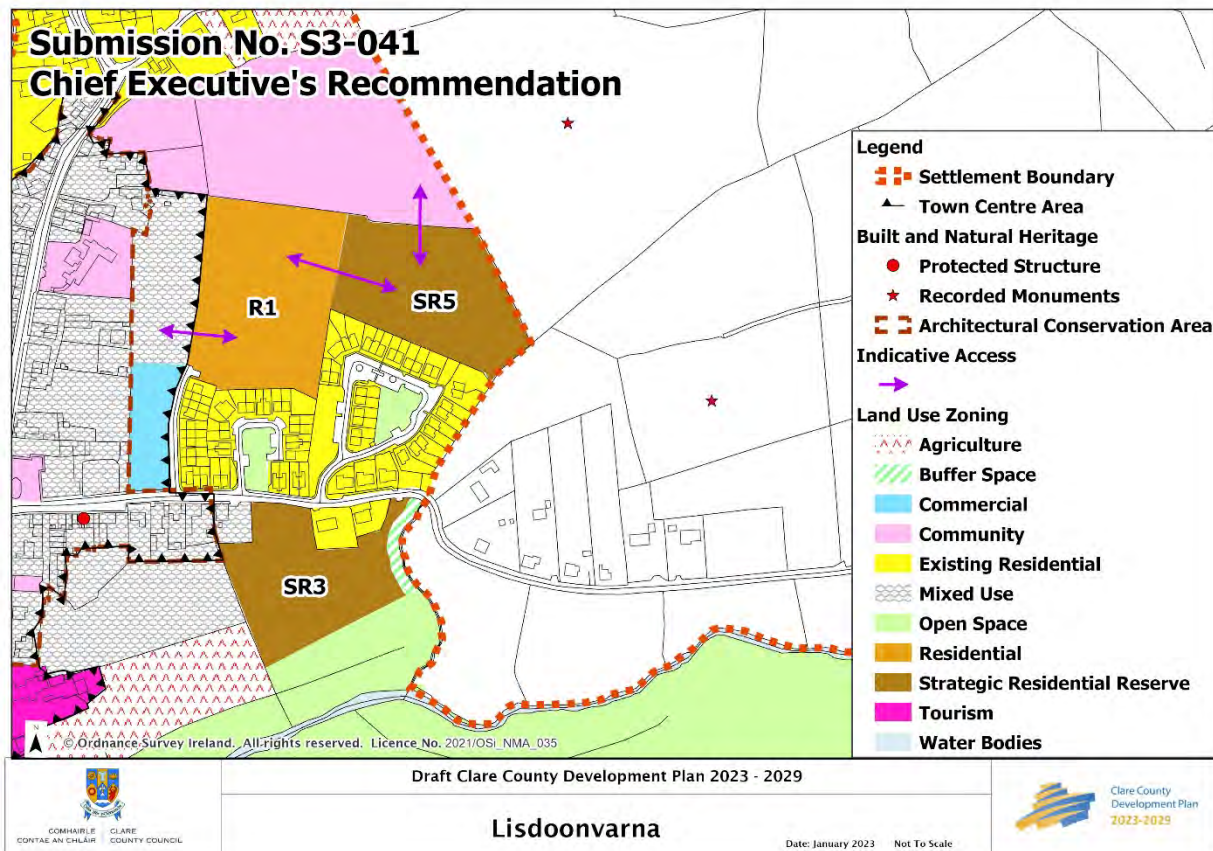 Submission No. S3-041
Chief Executive's Recommendation
R1
SR5
SR3
Legend
Settlement Boundary
Town Centre Area
Built and Natural Heritage
Protected Structure
Recorded Monuments
Architectural Conservation Area
Indicative Access
Land Use Zoning
Agriculture
Buffer Space
Commercial
Community
Existing Residential
Mixed Use
Open Space
Residential
Strategic Residential Reserve
Tourism
Water Bodies
N
© Ordnance Survey Ireland. All rights reserved. Licence No. 2021/OSi_NMA_035
COMHAIRLE CONTAE AN CHLÁIR
CLARE COUNTY COUNCIL
Draft Clare County Development Plan 2023 - 2029
Lisdoonvarna
Date: January 2023 Not To Scale
Clare County
Development Plan
2023-2029